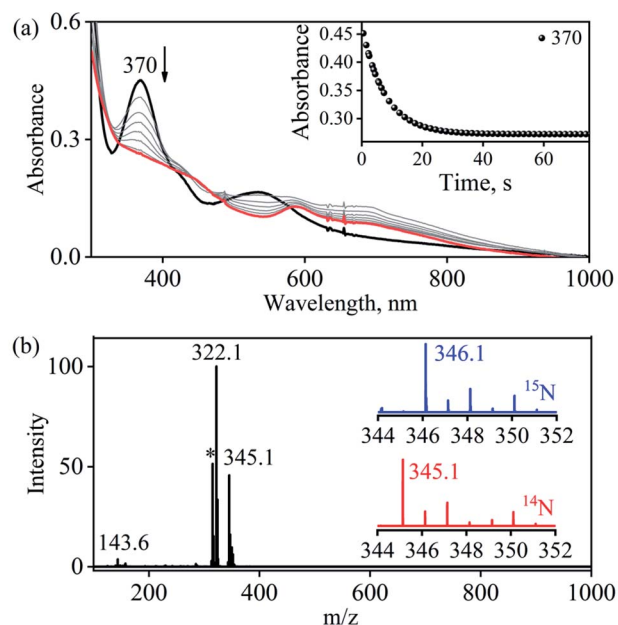 (a)
0.6
0.3
0.0
Absorbance
370
400
600
800
1000
Wavelength, nm
0.45
0.40
0.35
0.30
Absorbance
370
0
20
40
60
Time, s
(b)
100
50
0
Intensity
322.1
*
345.1
143.6
200
400
600
800
1000
m/z
346.1
¹⁵N
344 346 348 350 352
345.1
¹⁴N
344 346 348 350 352